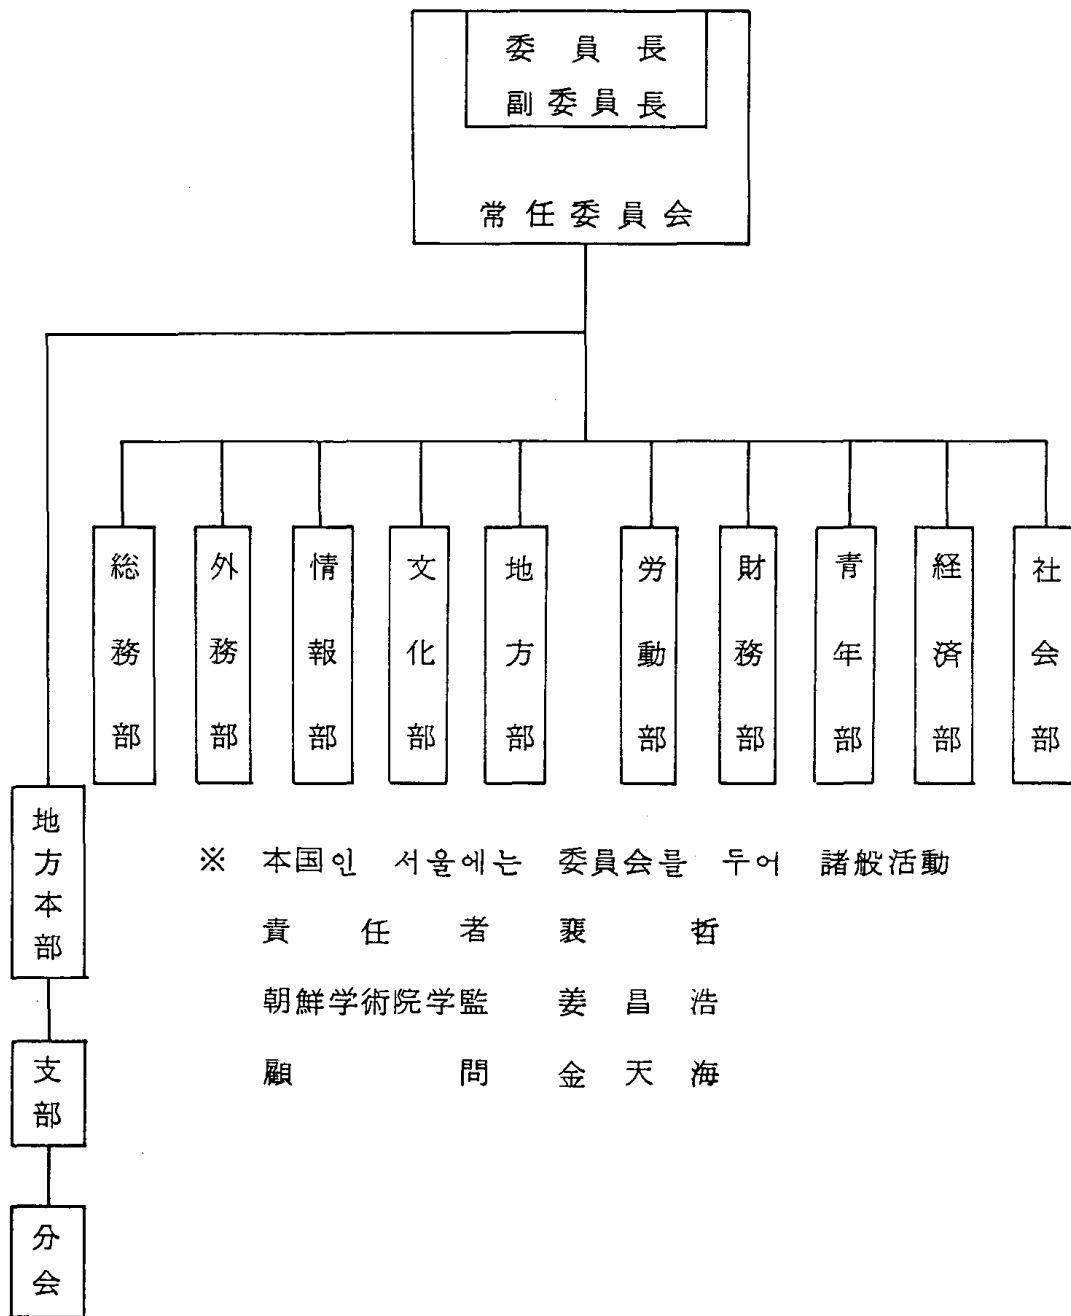 委員長
副委員長
常任委員会
総務部
外務部
情報部
文化部
地方部
労動部
財務部
青年部
経済部
社会部
地方本部
支部
分会
※ 本国인 서울에는 委員会를 두어 諸般活動
責任者 裵哲
朝鮮学術院学監 姜昌浩
顧問 金天海